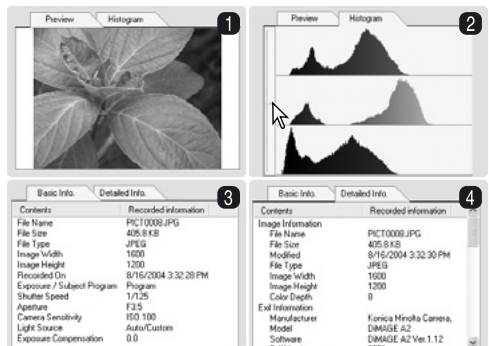 Preview Histogram 1
Preview Histogram 2
Basic Info. Detailed Info. 3
Contents Recorded information
File Name PICT0008.JPG
File Size 405.8 KB
File Type JPEG
Image Width 1600
Image Height 1200
Recorded On 8/16/2004 3:32:28 PM
Exposure / Subject Program Program
Shutter Speed 1/125
Aperture F3.5
Camera Sensitivity ISO 100
Light Source Auto/Custom
Exposure Compensation 0.0
Basic Info. Detailed Info. 4
Contents Recorded information
Image Information
File Name PICT0008.JPG
File Size 405.8 KB
Modified 8/16/2004 3:32:30 PM
File Type JPEG
Image Width 1600
Image Height 1200
Color Depth 8
Exif Information
Manufacturer Konica Minolta Camera,
Model DiMAGE A2
Software DiMAGE A2 Ver.1.12